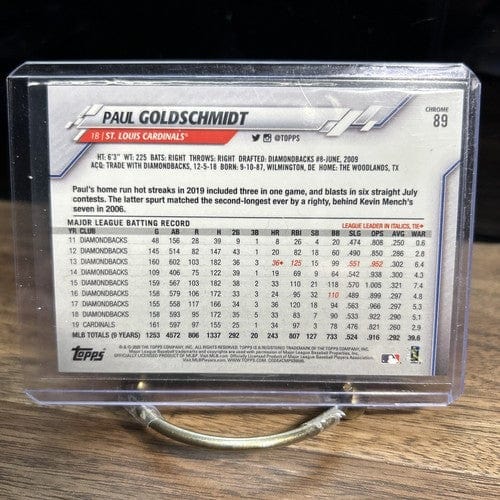 PAUL GOLDSCHMIDT
CHROME
89
1B | ST. LOUIS CARDINALS®
@TOPPS
HT: 6'3" WT: 225 BATS: RIGHT THROWS: RIGHT DRAFTED: DIAMONDBACKS #8-JUNE, 2009
ACQ: TRADE WITH DIAMONDBACKS, 12-5-18 BORN: 9-10-87, WILMINGTON, DE HOME: THE WOODLANDS, TX
Paul's home run hot streaks in 2019 included three in one game, and blasts in six straight July
contests. The latter spurt matched the second-longest ever by a righty, behind Kevin Mench's
seven in 2006.
MAJOR LEAGUE BATTING RECORD
LEAGUE LEADER IN ITALICS, TIE♦
YR CLUB G AB R H 2B 3B HR RBI SB BB SLG OPS AVG WAR
11 DIAMONDBACKS 48 156 28 39 9 1 8 26 4 20 .474 .808 .250 0.6
12 DIAMONDBACKS 145 514 82 147 43 1 20 82 18 60 .490 .850 .286 2.8
13 DIAMONDBACKS 160 602 103 182 36 3 36♦ 125 15 99 .551 .952 .302 6.4
14 DIAMONDBACKS 109 406 75 122 39 1 19 69 9 64 .542 .938 .300 4.3
15 DIAMONDBACKS 159 567 103 182 38 2 33 110 21 118 .570 1.005 .321 7.4
16 DIAMONDBACKS 158 579 106 172 33 3 24 95 32 110 .489 .899 .297 4.8
17 DIAMONDBACKS 155 558 117 166 34 3 36 120 18 94 .563 .966 .297 5.3
18 DIAMONDBACKS 158 593 95 172 35 5 33 83 7 90 .533 .922 .290 5.1
19 CARDINALS 161 597 97 155 25 1 34 97 3 78 .476 .821 .260 2.9
MLB TOTALS (9 YEARS) 1253 4572 806 1337 292 20 243 807 127 733 .524 .916 .292 39.6
Topps